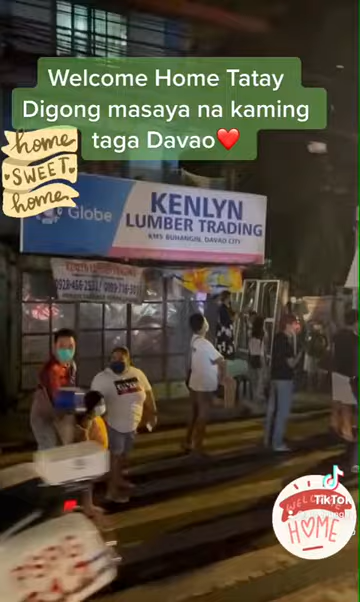 Welcome Home Tatay
Digong masaya na kaming
taga Davao❤️
home
SWEET
home
Globe
KENLYN
LUMBER TRADING
KM5 BUHANGIN, DAVAO CITY
TikTok
WELCOME
HOME